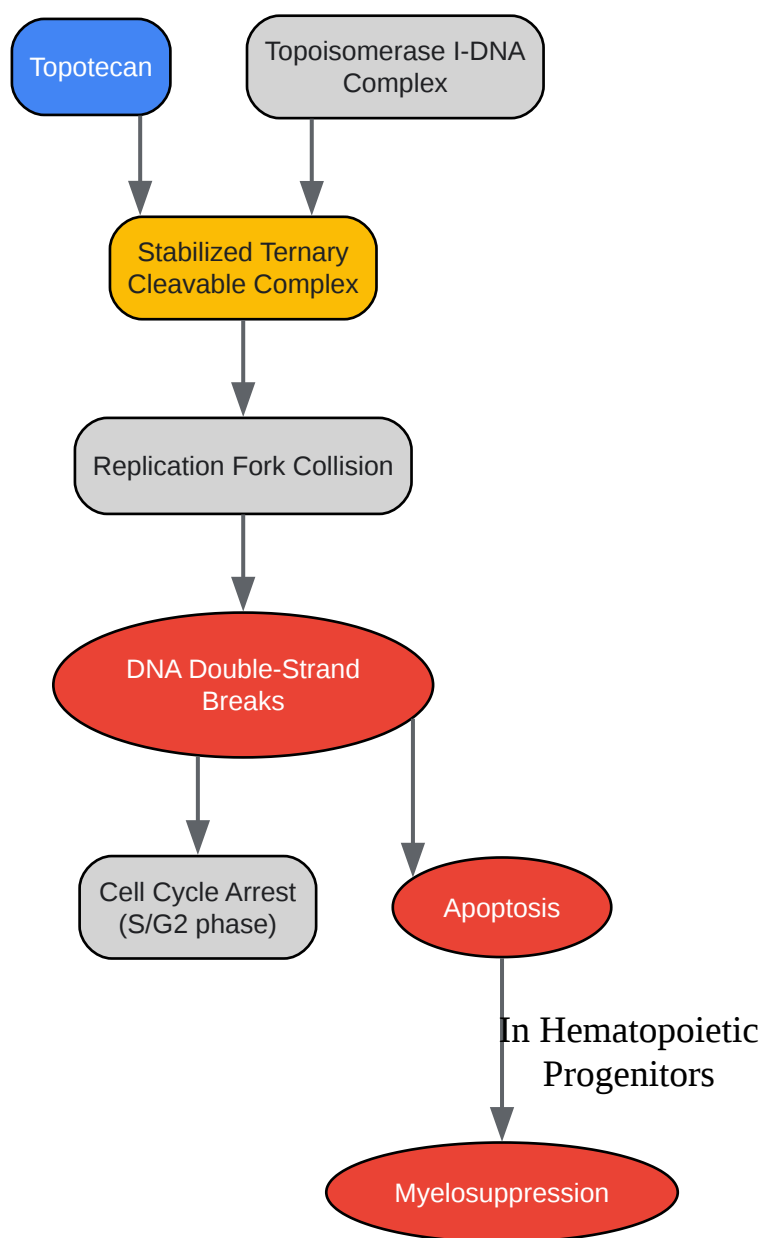 Topotecan
Topoisomerase I-DNA
Complex
Stabilized Ternary
Cleavable Complex
Replication Fork Collision
DNA Double-Strand
Breaks
Cell Cycle Arrest
(S/G2 phase)
Apoptosis
In Hematopoietic
Progenitors
Myelosuppression